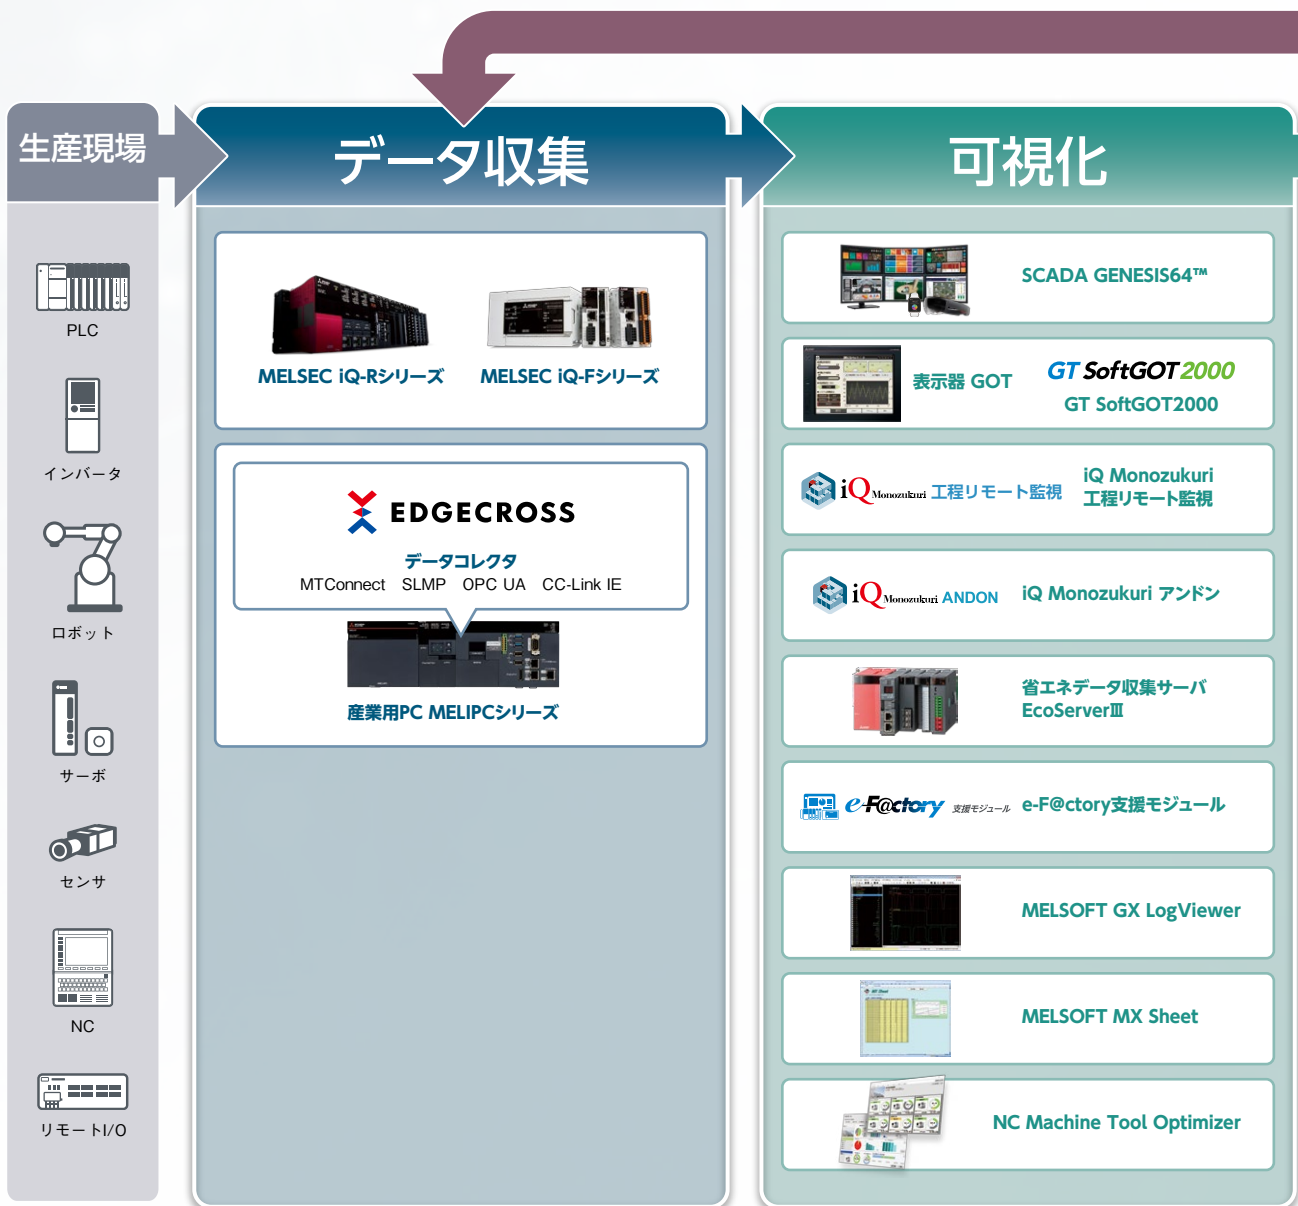 生産現場
PLC
インバータ
ロボット
サーボ
センサ
NC
リモートI/O
データ収集
MELSEC iQ-Rシリーズ
MELSEC iQ-Fシリーズ
EDGECROSS
データコレクタ
MTConnect SLMP OPC UA CC-Link IE
産業用PC MELIPCシリーズ
可視化
SCADA GENESIS64™
表示器 GOT
GT SoftGOT2000
GT SoftGOT2000
iQ Monozukuri 工程リモート監視
iQ Monozukuri
工程リモート監視
iQ Monozukuri ANDON
iQ Monozukuri アンドン
省エネデータ収集サーバ
EcoServerⅢ
e-F@ctory 支援モジュール
e-F@ctory支援モジュール
MELSOFT GX LogViewer
MELSOFT MX Sheet
NC Machine Tool Optimizer